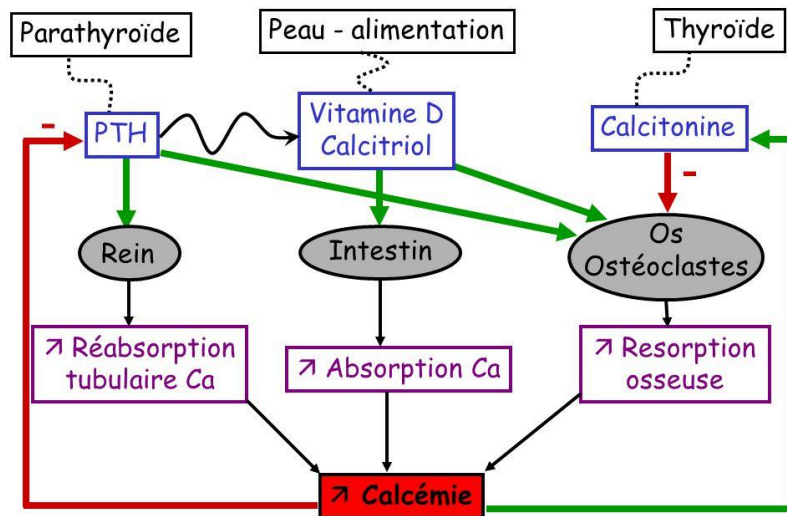 Parathyroïde
Peau - alimentation
Thyroïde
-
PTH
Vitamine D
Calcitriol
Calcitonine
-
Rein
Intestin
Os
Ostéoclastes
↗ Réabsorption
tubulaire Ca
↗ Absorption Ca
↗ Resorption
osseuse
↗ Calcémie